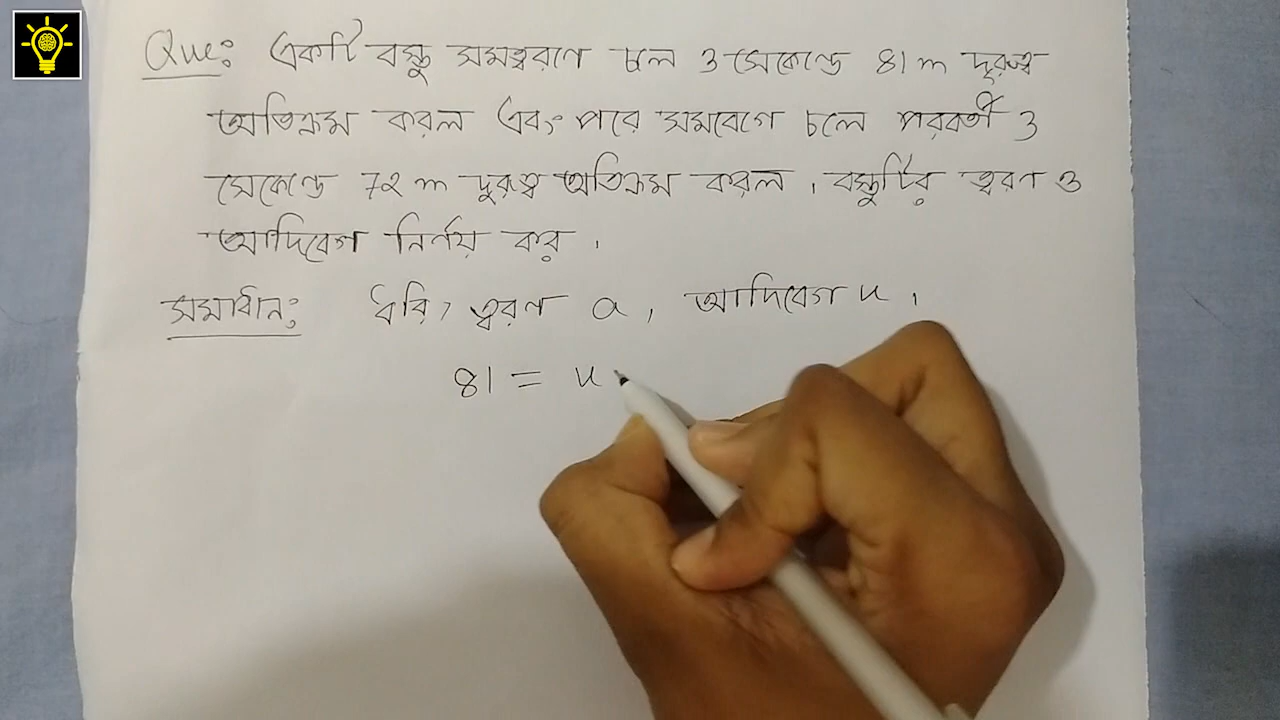 Que: একটি বস্তু সমত্বরণে চলে 3 সেকেন্ডে 81 m দূরত্ব
অতিক্রম করল এবং পরে সমবেগে চলে পরবর্তী 3
সেকেন্ডে 72 m দূরত্ব অতিক্রম করল । বস্তুটির ত্বরণ ও
আদিবেগ নির্ণয় কর ।
সমাধান: ধরি, ত্বরণ a, আদিবেগ u ।
81 = u